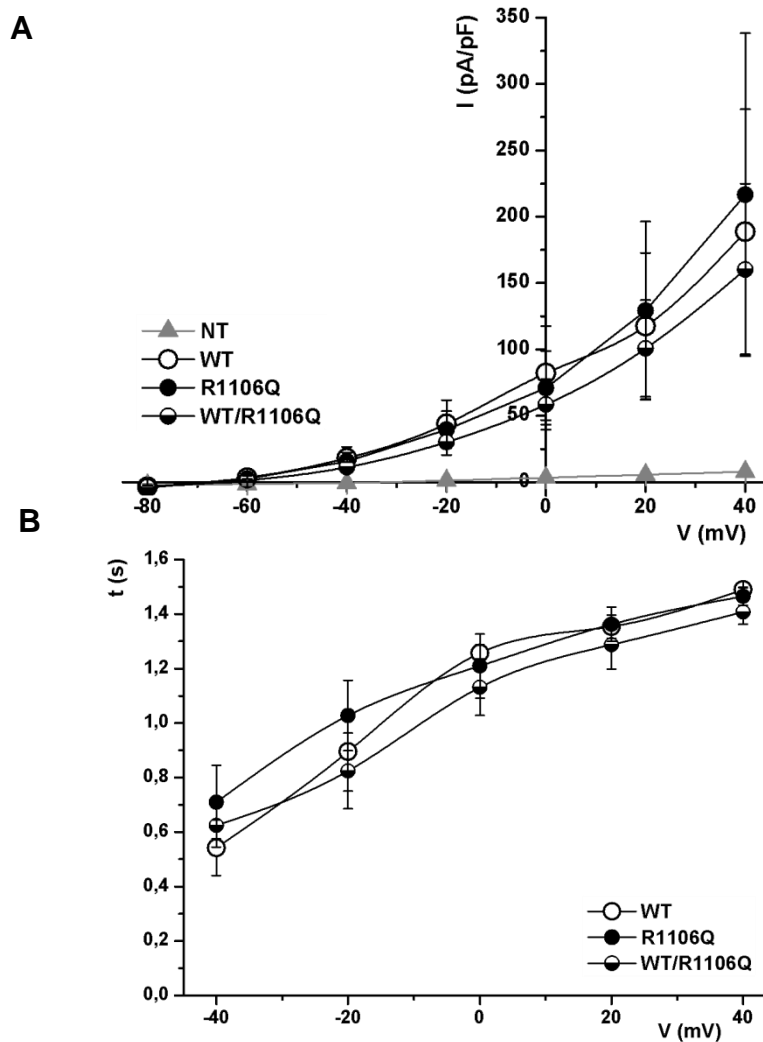 A
I (pA/pF)
350
300
250
200
150
100
50
0
NT
WT
R1106Q
WT/R1106Q
-80 -60 -40 -20 0 20 40
V (mV)
B
t (s)
1,6
1,4
1,2
1,0
0,8
0,6
0,4
0,2
0,0
WT
R1106Q
WT/R1106Q
-40 -20 0 20 40
V (mV)